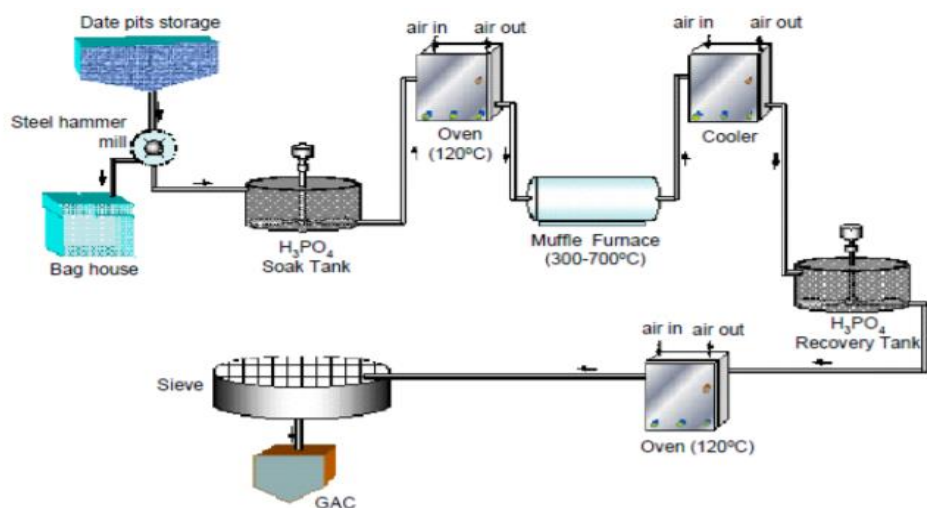 Date pits storage
Steel hammer
mill
Bag house
H₃PO₄
Soak Tank
air in air out
Oven
(120ºC)
Muffle Furnace
(300-700ºC)
air in air out
Cooler
H₃PO₄
Recovery Tank
air in air out
Oven (120ºC)
Sieve
GAC